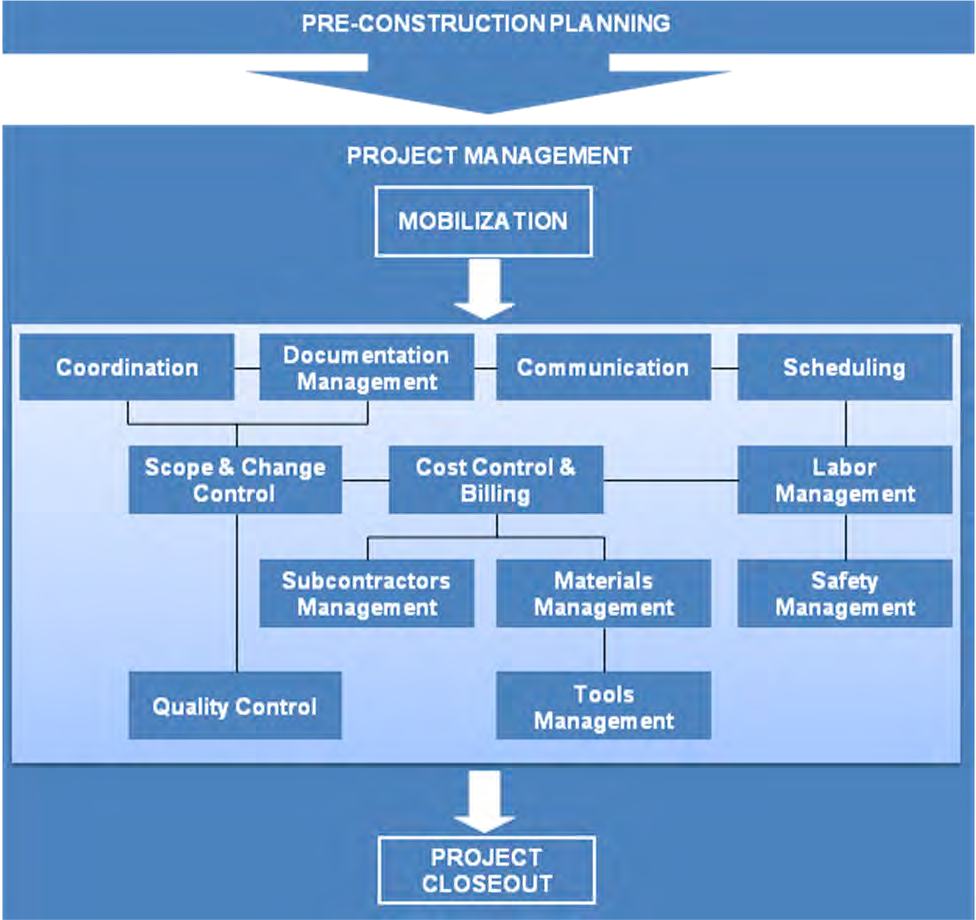 PRE-CONSTRUCTION PLANNING
PROJECT MANAGEMENT
MOBILIZATION
Coordination
Documentation
Management
Communication
Scheduling
Scope & Change
Control
Cost Control &
Billing
Labor
Management
Subcontractors
Management
Materials
Management
Safety
Management
Quality Control
Tools
Management
PROJECT
CLOSEOUT